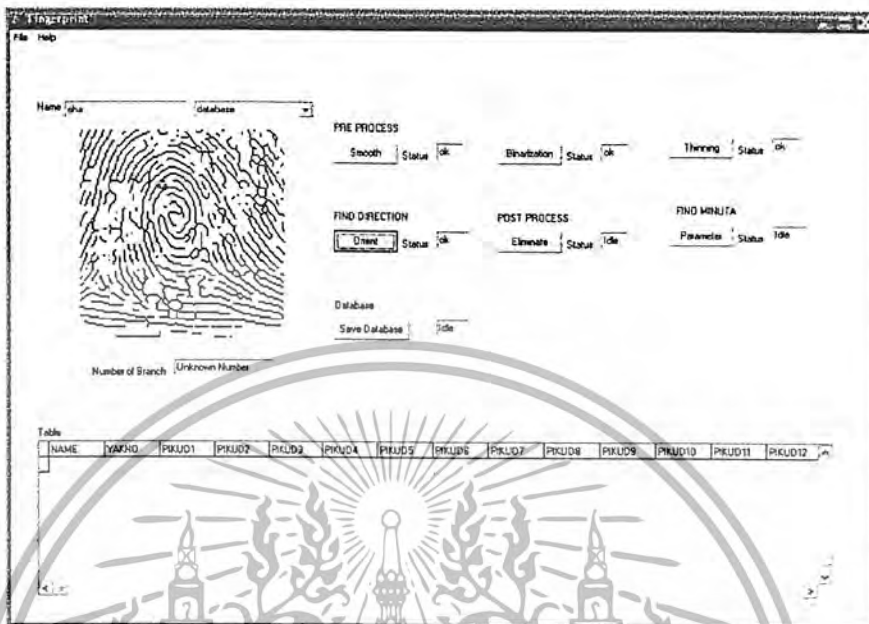 Fingerprint
File Help
Name aha database
PRE PROCESS
Smooth Status ok Binarization Status ok Thinning Status ok
FIND DIRECTION POST PROCESS FIND MINUTA
Orient Status ok Eliminate Status Idle Parameter Status Idle
Database
Save Database Idle
Number of Branch Unknown Number
Table
NAME YAKNO PIKUD1 PIKUD2 PIKUD3 PIKUD4 PIKUD5 PIKUD6 PIKUD7 PIKUD8 PIKUD9 PIKUD10 PIKUD11 PIKUD12